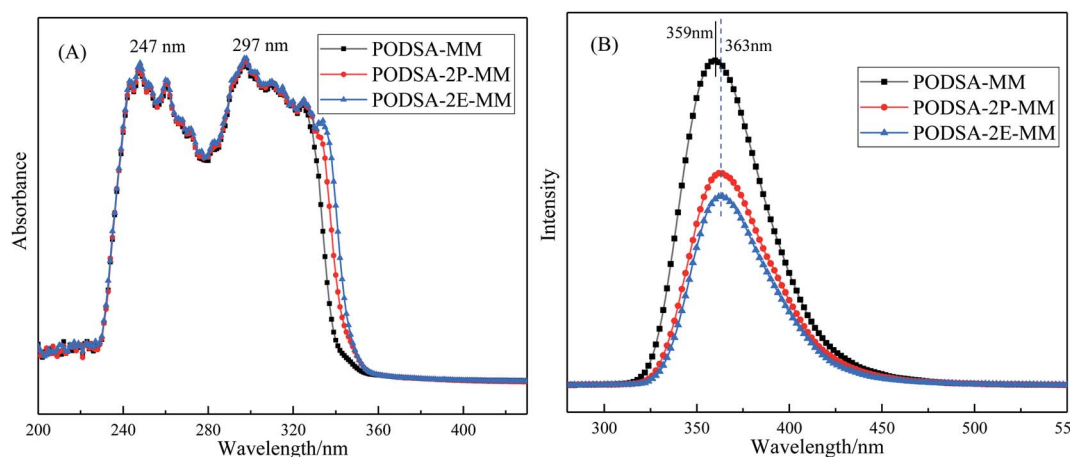 (A)
247 nm
297 nm
PODSA-MM
PODSA-2P-MM
PODSA-2E-MM
Absorbance
200
240
280
320
360
400
Wavelength/nm
(B)
359nm
363nm
PODSA-MM
PODSA-2P-MM
PODSA-2E-MM
Intensity
300
350
400
450
500
55
Wavelength/nm